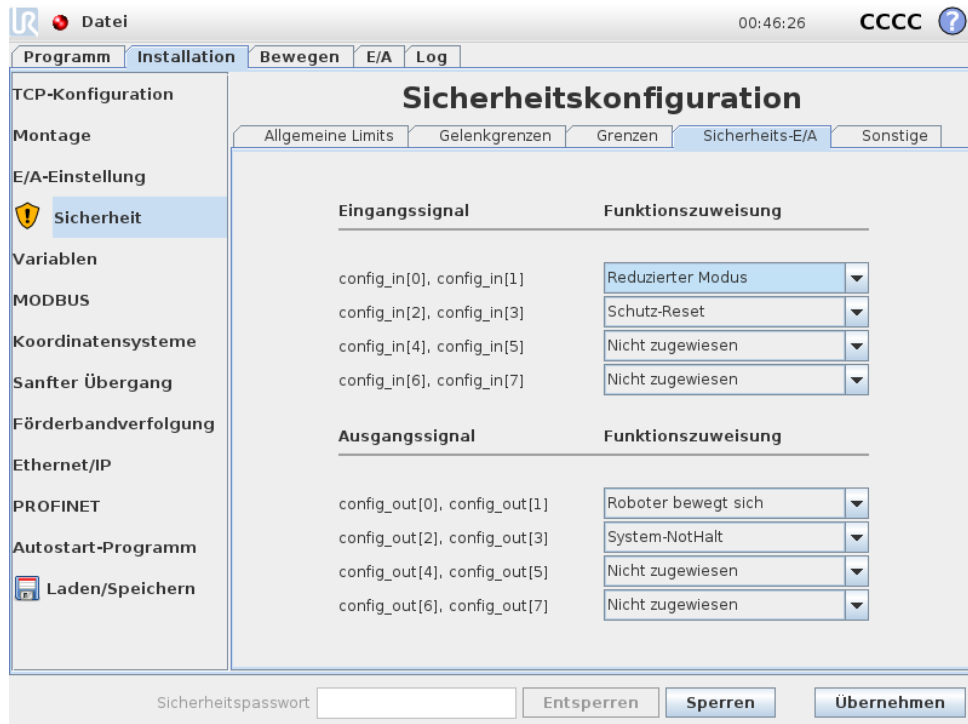 UR Datei 00:46:26 CCCC ?
Programm Installation Bewegen E/A Log
TCP-Konfiguration
Montage
E/A-Einstellung
Sicherheit
Variablen
MODBUS
Koordinatensysteme
Sanfter Übergang
Förderbandverfolgung
Ethernet/IP
PROFINET
Autostart-Programm
Laden/Speichern
Sicherheitskonfiguration
Allgemeine Limits Gelenkgrenzen Grenzen Sicherheits-E/A Sonstige
Eingangssignal Funktionszuweisung
config_in[0], config_in[1] Reduzierter Modus
config_in[2], config_in[3] Schutz-Reset
config_in[4], config_in[5] Nicht zugewiesen
config_in[6], config_in[7] Nicht zugewiesen
Ausgangssignal Funktionszuweisung
config_out[0], config_out[1] Roboter bewegt sich
config_out[2], config_out[3] System-NotHalt
config_out[4], config_out[5] Nicht zugewiesen
config_out[6], config_out[7] Nicht zugewiesen
Sicherheitspasswort Entsperren Sperren Übernehmen